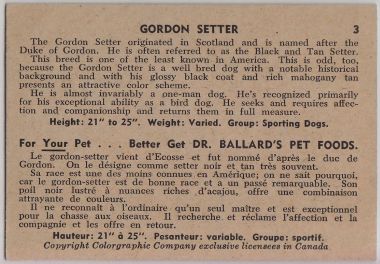 GORDON SETTER 3
The Gordon Setter originated in Scotland and is named after the
Duke of Gordon. He is often referred to as the Black and Tan Setter.
This breed is one of the least known in America. This is odd, too,
because the Gordon Setter is a well bred dog with a notable historical
background and with his glossy black coat and rich mahogany tan
presents an attractive color scheme.
He is almost invariably a one-man dog. He's recognized primarily
for his exceptional ability as a bird dog. He seeks and requires affec-
tion and companionship and returns them in full measure.
Height: 21" to 25". Weight: Varied. Group: Sporting Dogs.
For Your Pet . . . Better Get DR. BALLARD'S PET FOODS.
Le gordon-setter vient d'Ecosse et fut nommé d'après le duc de
Gordon. On le désigne comme setter noir et tan très souvent.
Sa race est une des moins connues en Amérique; on ne sait pourquoi,
car le gordon-setter est de bonne race et a un passé remarquable. Son
poil noir lustré à nuances riches d'acajou, offre une combinaison
attrayante de couleurs.
Il ne reconnaît à l'ordinaire qu'un seul maître et est exceptionnel
pour la chasse aux oiseaux. Il recherche et réclame l'affection et la
compagnie et les offre en retour.
Hauteur: 21" à 25". Pesanteur: variable. Groupe: sportif.
Copyright Colorgraphic Company exclusive licensees in Canada